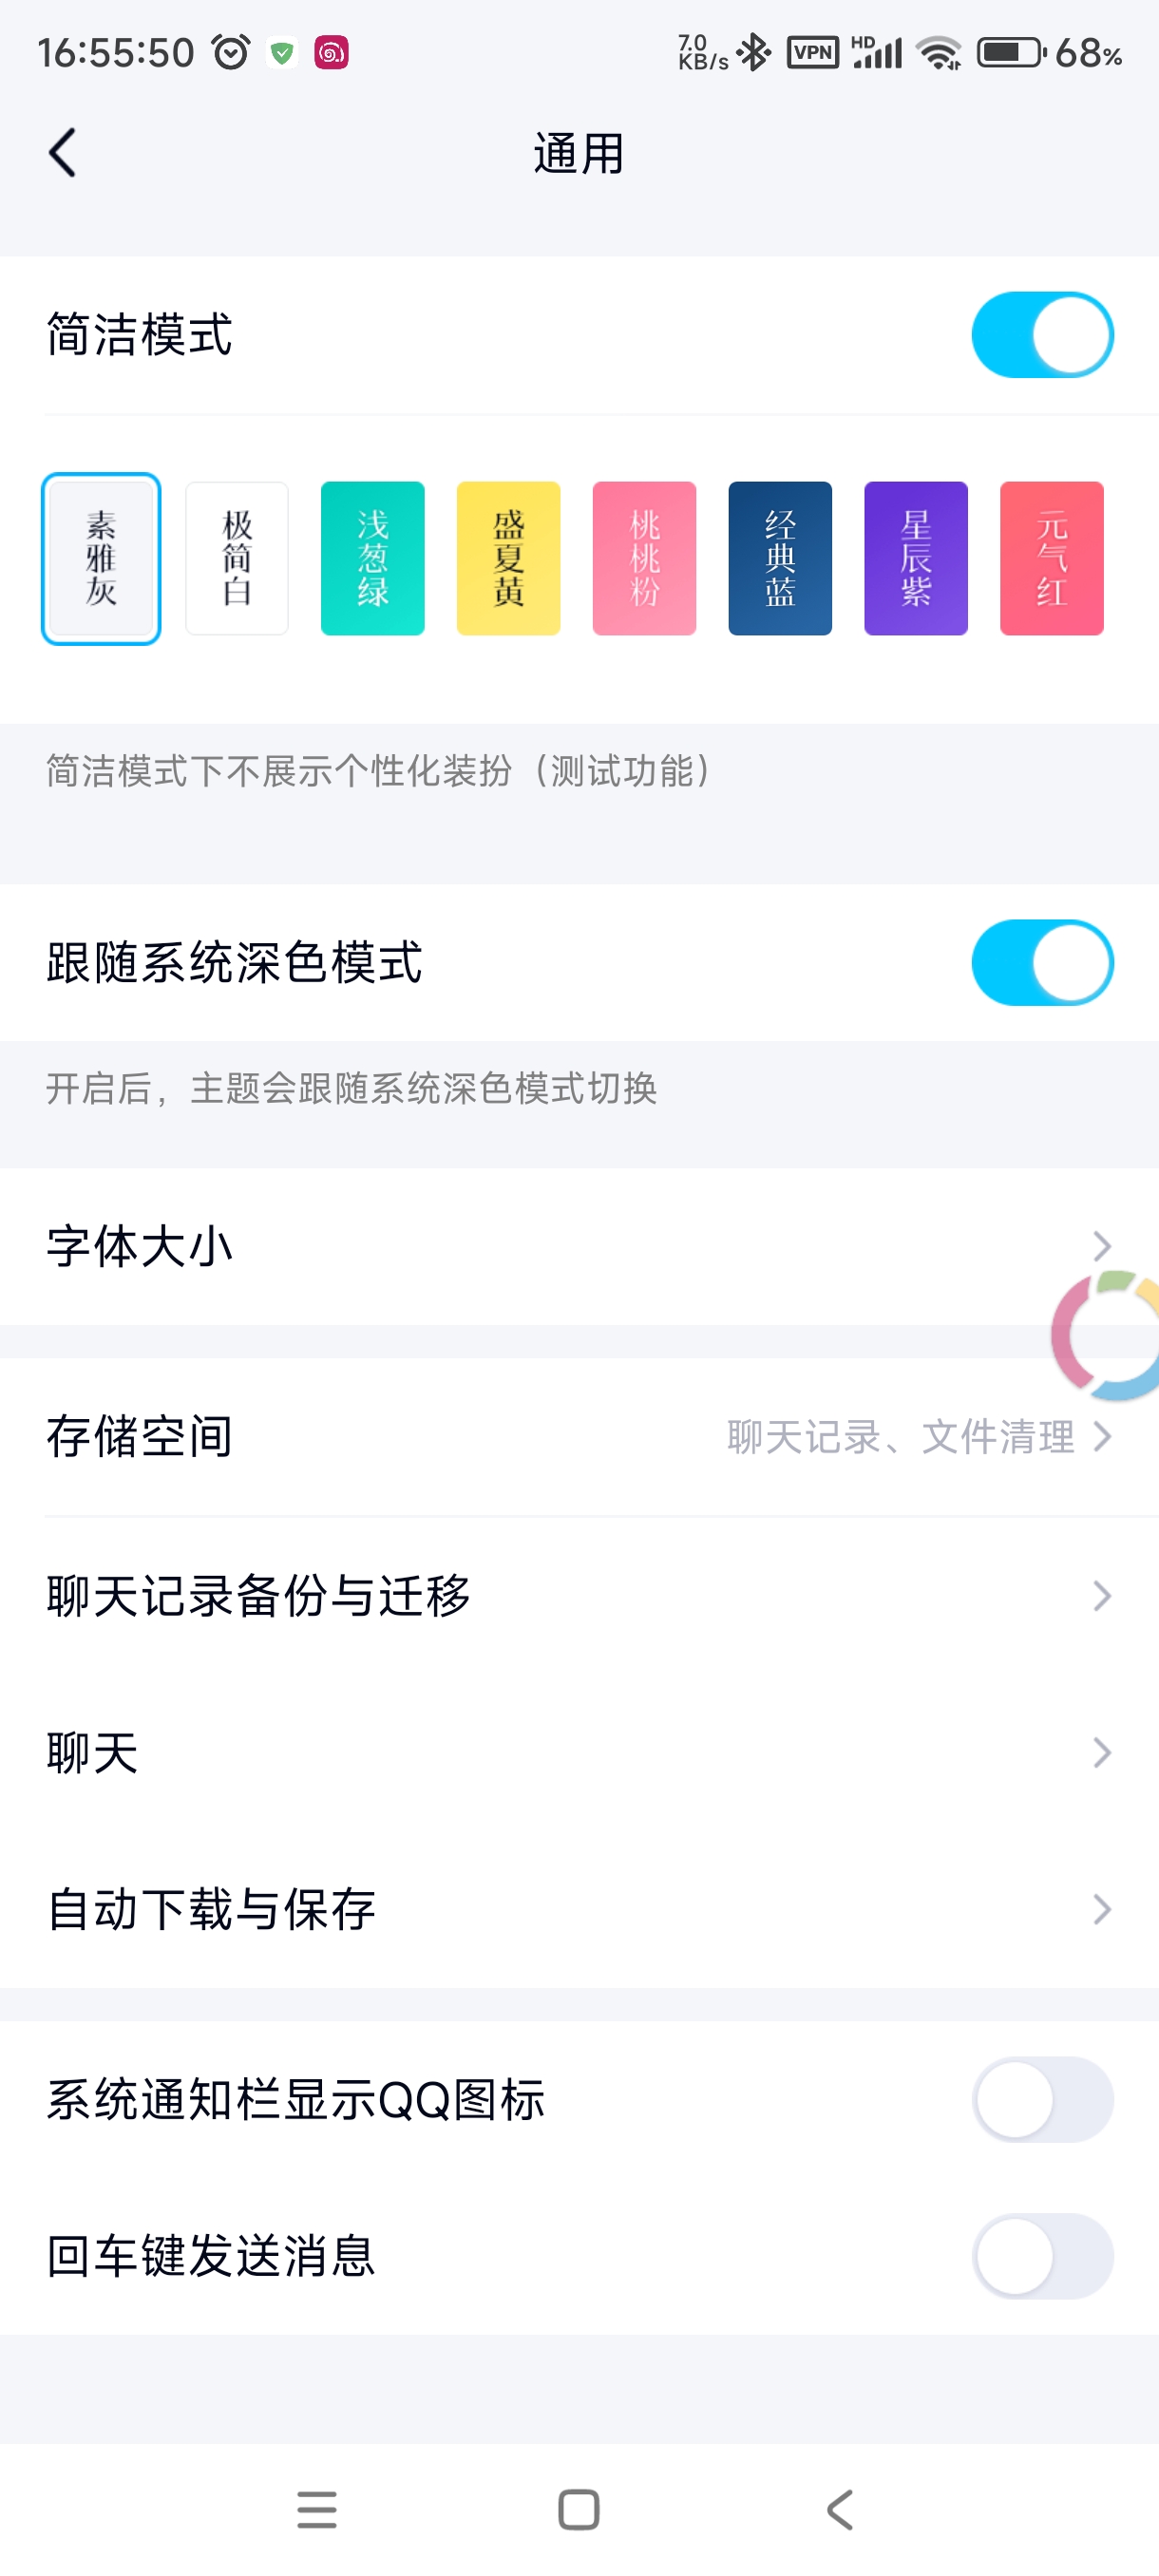 16:55:50 7.0 KB/s VPN HD 68%
通用
简洁模式
素雅灰 极简白 浅葱绿 盛夏黄 桃桃粉 经典蓝 星辰紫 元气红
简洁模式下不展示个性化装扮（测试功能）
跟随系统深色模式
开启后，主题会跟随系统深色模式切换
字体大小
存储空间 聊天记录、文件清理
聊天记录备份与迁移
聊天
自动下载与保存
系统通知栏显示QQ图标
回车键发送消息